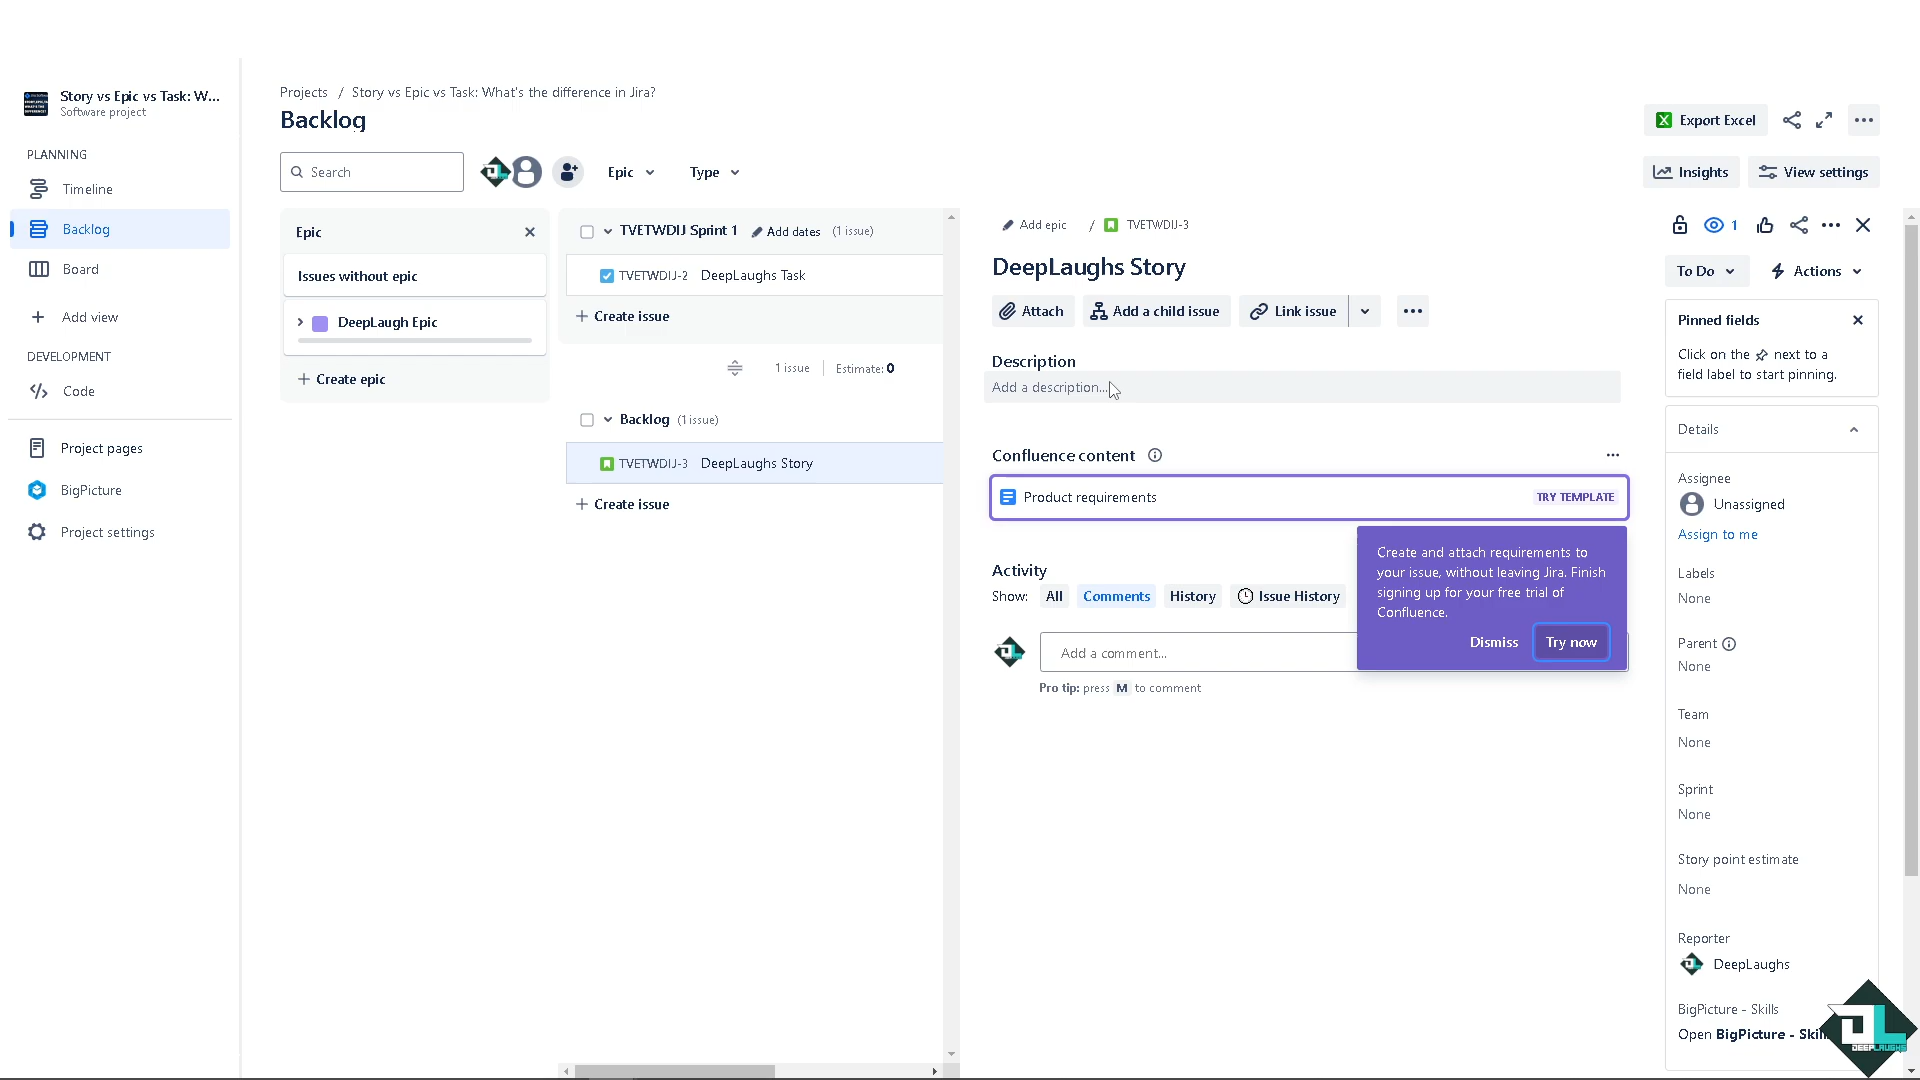 Story vs Epic vs Task: W...
Software project
PLANNING
Timeline
Backlog
Board
Add view
DEVELOPMENT
Code
Project pages
BigPicture
Project settings
Projects / Story vs Epic vs Task: What's the difference in Jira?
Backlog
Export Excel
Search
Epic
Type
Insights
View settings
Epic
Issues without epic
DeepLaugh Epic
Create epic
TVETWDIJ Sprint 1 Add dates (1 issue)
TVETWDIJ-2 DeepLaughs Task
Create issue
1 issue Estimate: 0
Backlog (1 issue)
TVETWDIJ-3 DeepLaughs Story
Create issue
Add epic / TVETWDIJ-3
1
DeepLaughs Story
To Do
Actions
Attach
Add a child issue
Link issue
Description
Add a description...
Confluence content
Product requirements
TRY TEMPLATE
Create and attach requirements to
your issue, without leaving Jira. Finish
signing up for your free trial of
Confluence.
Dismiss
Try now
Activity
Show: All Comments History Issue History
Add a comment...
Pro tip: press M to comment
Pinned fields
Click on the next to a
field label to start pinning.
Details
Assignee
Unassigned
Assign to me
Labels
None
Parent
None
Team
None
Sprint
None
Story point estimate
None
Reporter
DeepLaughs
BigPicture - Skills
Open BigPicture - Skil
DEEPLAUGHS